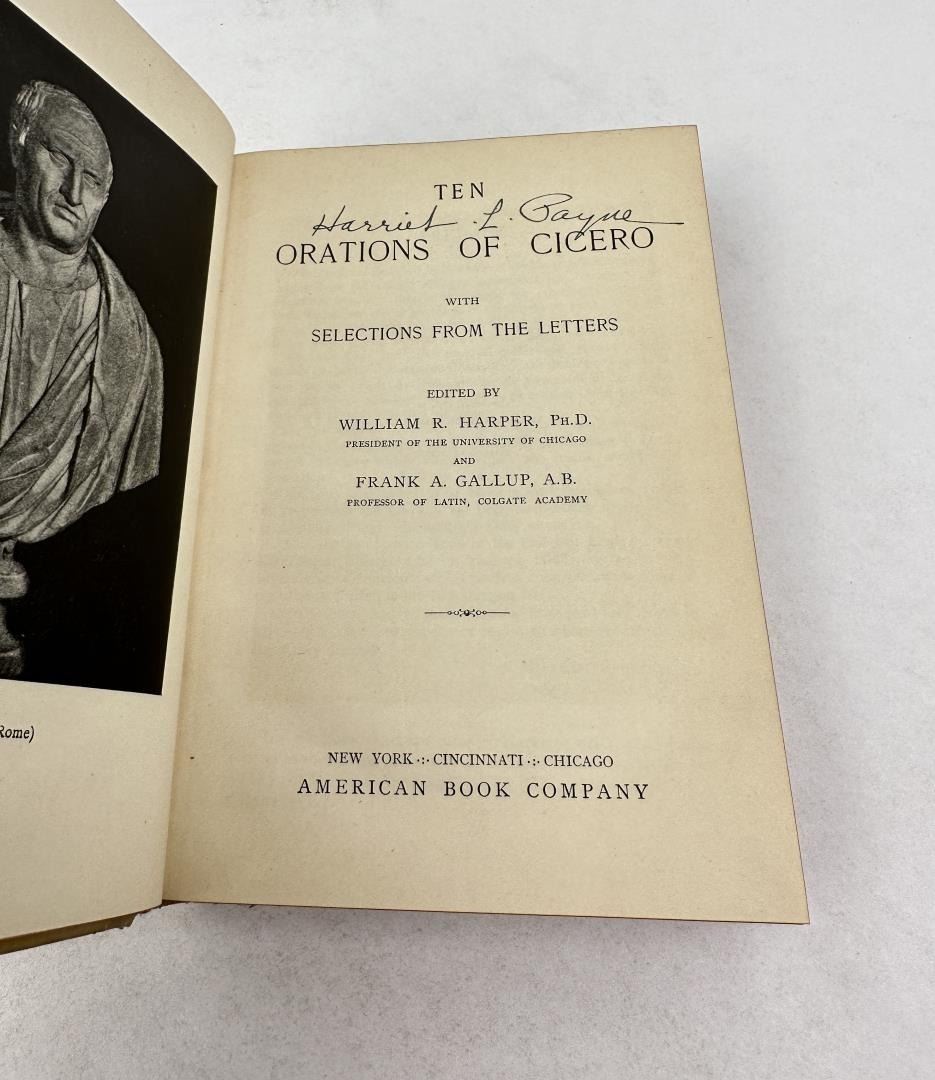 Rome)
TEN
Harriet L. Payne
ORATIONS OF CICERO
WITH
SELECTIONS FROM THE LETTERS
EDITED BY
WILLIAM R. HARPER, Ph.D.
PRESIDENT OF THE UNIVERSITY OF CHICAGO
AND
FRANK A. GALLUP, A.B.
PROFESSOR OF LATIN, COLGATE ACADEMY
NEW YORK ·:· CINCINNATI ·:· CHICAGO
AMERICAN BOOK COMPANY